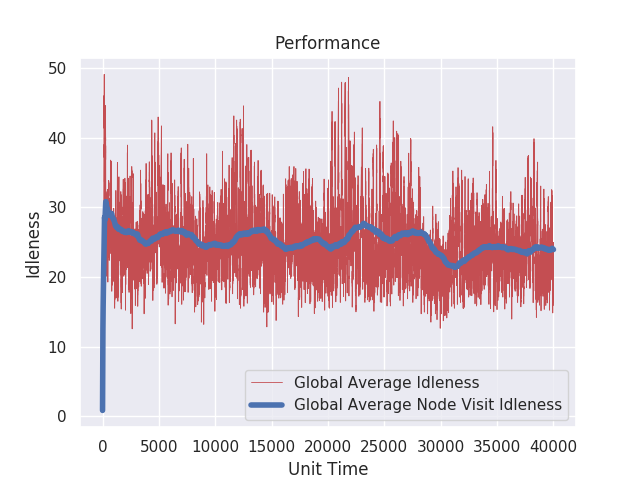 Performance
50
40
30
20
10
0
Idleness
Global Average Idleness
Global Average Node Visit Idleness
0 5000 10000 15000 20000 25000 30000 35000 40000
Unit Time